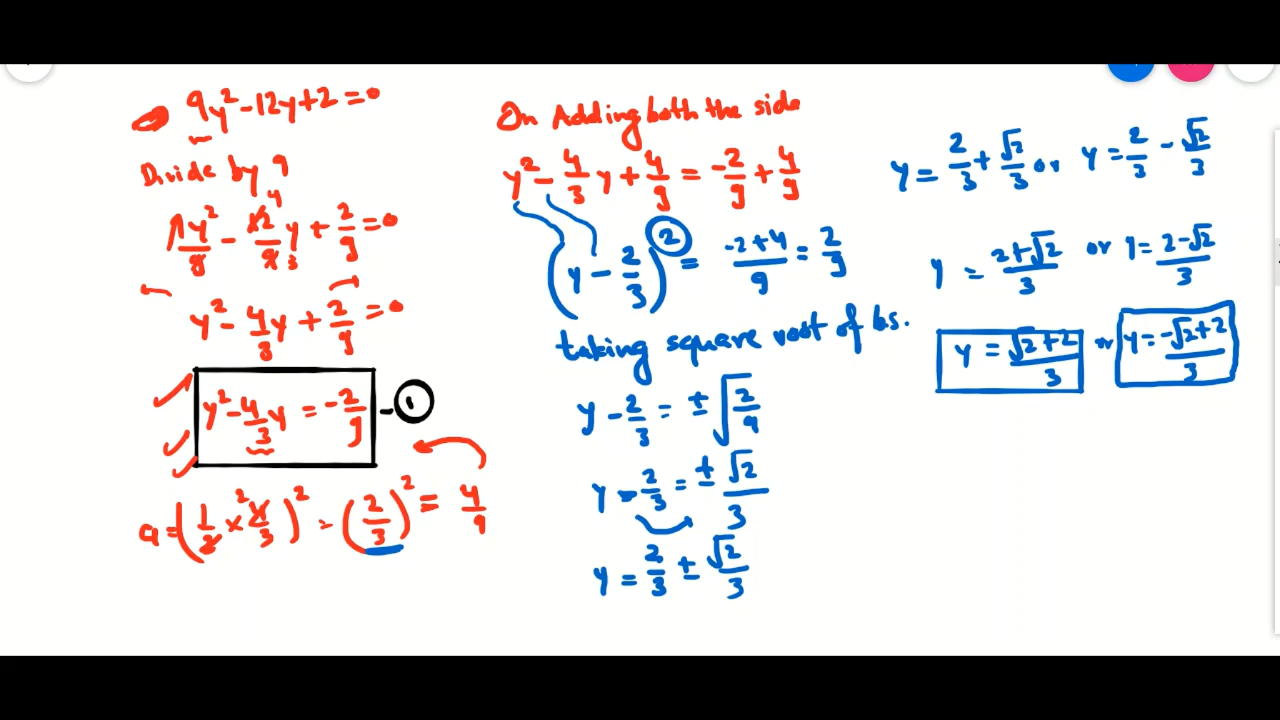 9y² - 12y + 2 = 0
Divide by 9
9y²/9 - 12/9 y + 2/9 = 0
4
3
y² - 4/3 y + 2/9 = 0
y² - 4/3 y = -2/9 - ①
a = (1/2 × 4/3)² = (2/3)² = 4/9
2
On Adding both the side
y² - 4/3 y + 4/9 = -2/9 + 4/9
(y - 2/3)² = (-2+4)/9 = 2/9
taking square root of bs.
y - 2/3 = ± √(2/9)
y - 2/3 = ± √2/3
y = 2/3 ± √2/3
y = 2/3 + √2/3 or y = 2/3 - √2/3
y = (2+√2)/3 or y = (2-√2)/3
y = (√2+2)/3 or y = (-√2+2)/3